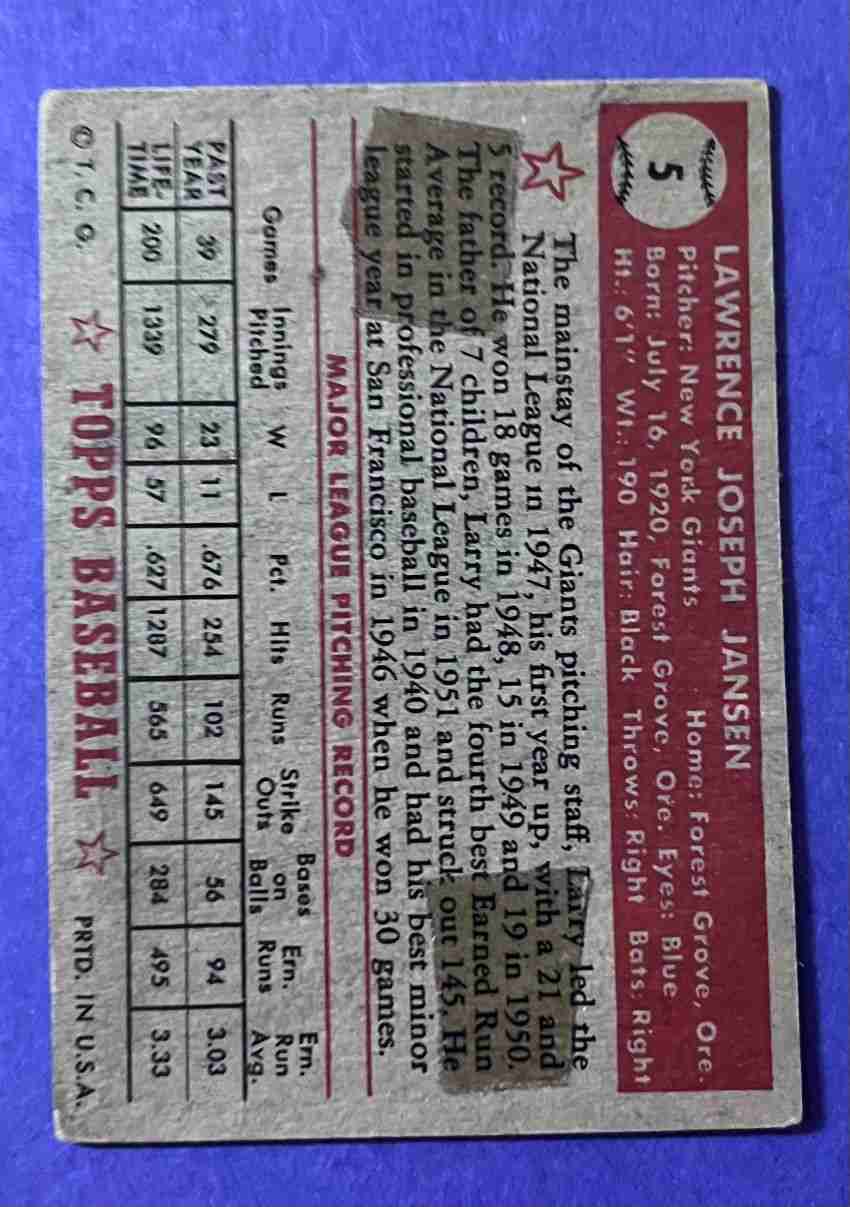 5
LAWRENCE JOSEPH JANSEN
Pitcher: New York Giants Home: Forest Grove, Ore.
Born: July 16, 1920, Forest Grove, Ore. Eyes: Blue
Ht.: 6'1" Wt.: 190 Hair: Black Throws: Right Bats: Right
The mainstay of the Giants pitching staff, Larry led the
National League in 1947, his first year up, with a 21 and
5 record. He won 18 games in 1948, 15 in 1949 and 19 in 1950.
The father of 7 children, Larry had the fourth best Earned Run
Average in the National League in 1951 and struck out 145. He
started in professional baseball in 1940 and had his best minor
league year at San Francisco in 1946 when he won 30 games.
MAJOR LEAGUE PITCHING RECORD
Games Innings Pitched W L Pct. Hits Runs Strike Outs Bases on Balls Ern. Runs Ern. Run Avg.
PAST YEAR 39 279 23 11 .676 254 102 145 56 94 3.03
LIFE-TIME 200 1339 96 57 .627 1287 565 649 284 495 3.33
© T. C. G. TOPPS BASEBALL PRTD. IN U.S.A.